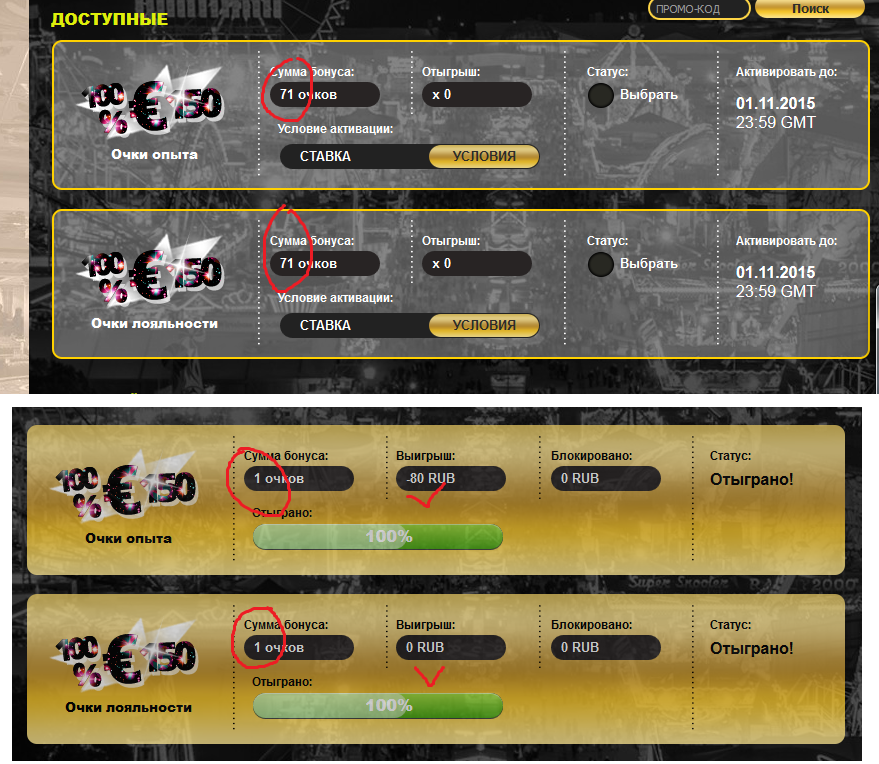 ДОСТУПНЫЕ
ПРОМО-КОД
Поиск
100 % € 150
Очки опыта
Сумма бонуса:
71 очков
Отыгрыш:
x 0
Условие активации:
СТАВКА
УСЛОВИЯ
Статус:
Выбрать
Активировать до:
01.11.2015
23:59 GMT
100 % € 150
Очки лояльности
Сумма бонуса:
71 очков
Отыгрыш:
x 0
Условие активации:
СТАВКА
УСЛОВИЯ
Статус:
Выбрать
Активировать до:
01.11.2015
23:59 GMT
100 % € 150
Очки опыта
Сумма бонуса:
1 очков
Выигрыш:
-80 RUB
Блокировано:
0 RUB
Статус:
Отыграно!
Отыграно:
100%
Super Skooter
2000
100 % € 150
Очки лояльности
Сумма бонуса:
1 очков
Выигрыш:
0 RUB
Блокировано:
0 RUB
Статус:
Отыграно!
Отыграно:
100%